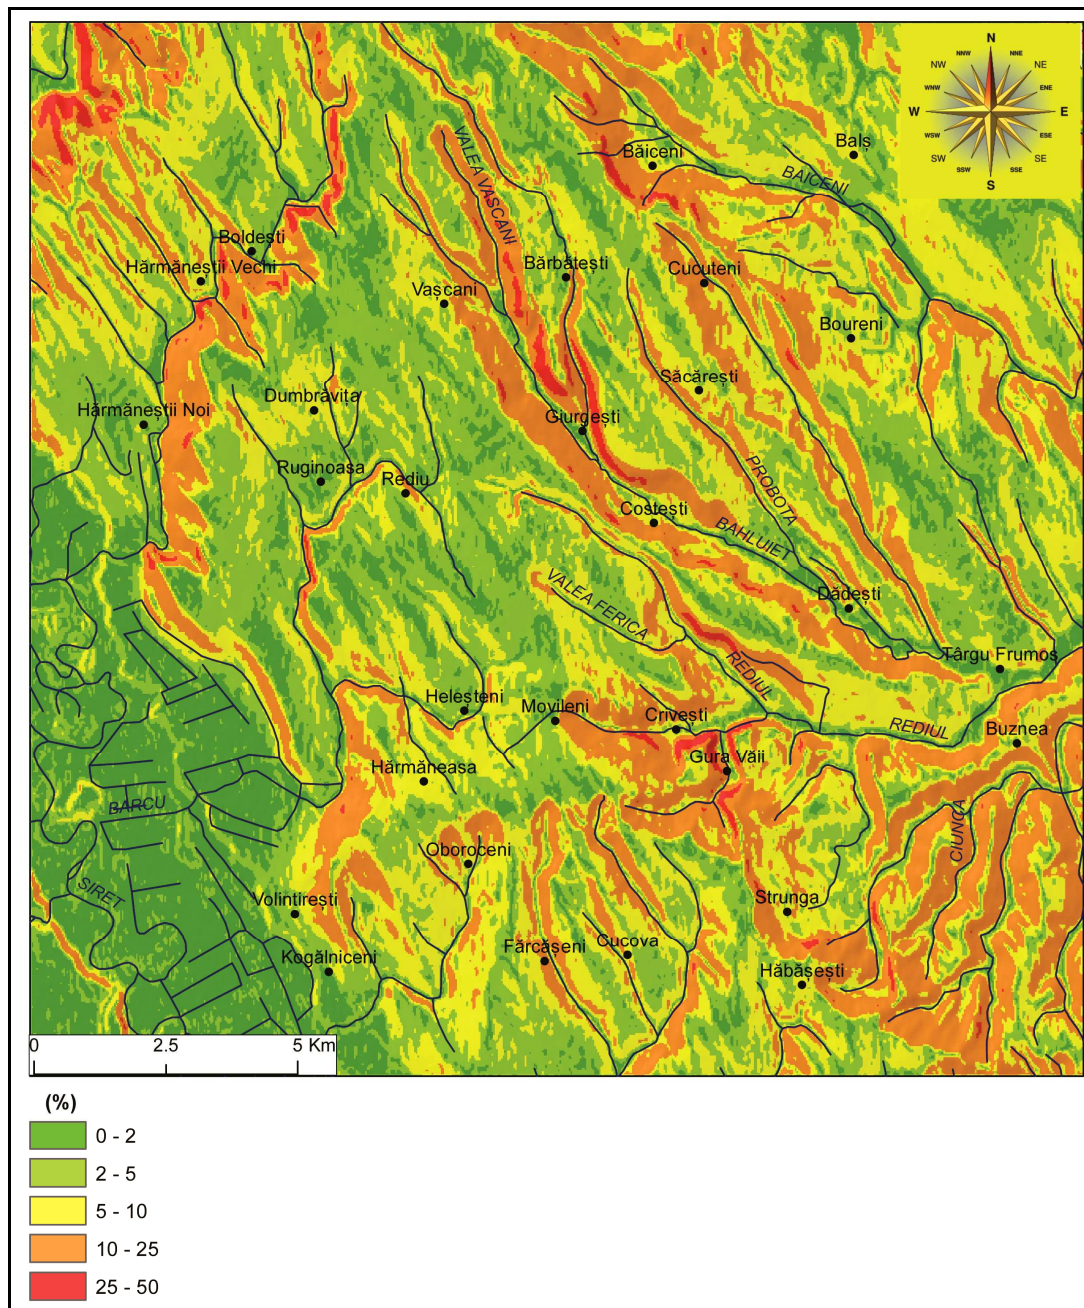 N
NNW NNE
NW NE
WNW ENE
W E
WSW ESE
SW SE
SSW SSE
S
Balș
Băiceni
BAICENI
VALEA VASCANI
Boldești
Hărmăneștii Vechi
Bărbătești
Cucuteni
Vașcani
Boureni
Săcărești
Dumbrăvița
Hărmăneștii Noi
Giurgești
Ruginoasa
Rediu
PROBOTA
Costești
BAHLUIET
VALEA FERICA
Dădești
Târgu Frumos
REDIUL
Heleșteni
Movileni
Crivești
REDIUL
Buznea
Gura Văii
Hărmăneasa
BARCU
CIUNCA
Oboroceni
SIRET
Volintirești
Strunga
Fărcășeni
Cucova
Kogălniceni
Hăbășești
0 2.5 5 Km
(%)
0 - 2
2 - 5
5 - 10
10 - 25
25 - 50